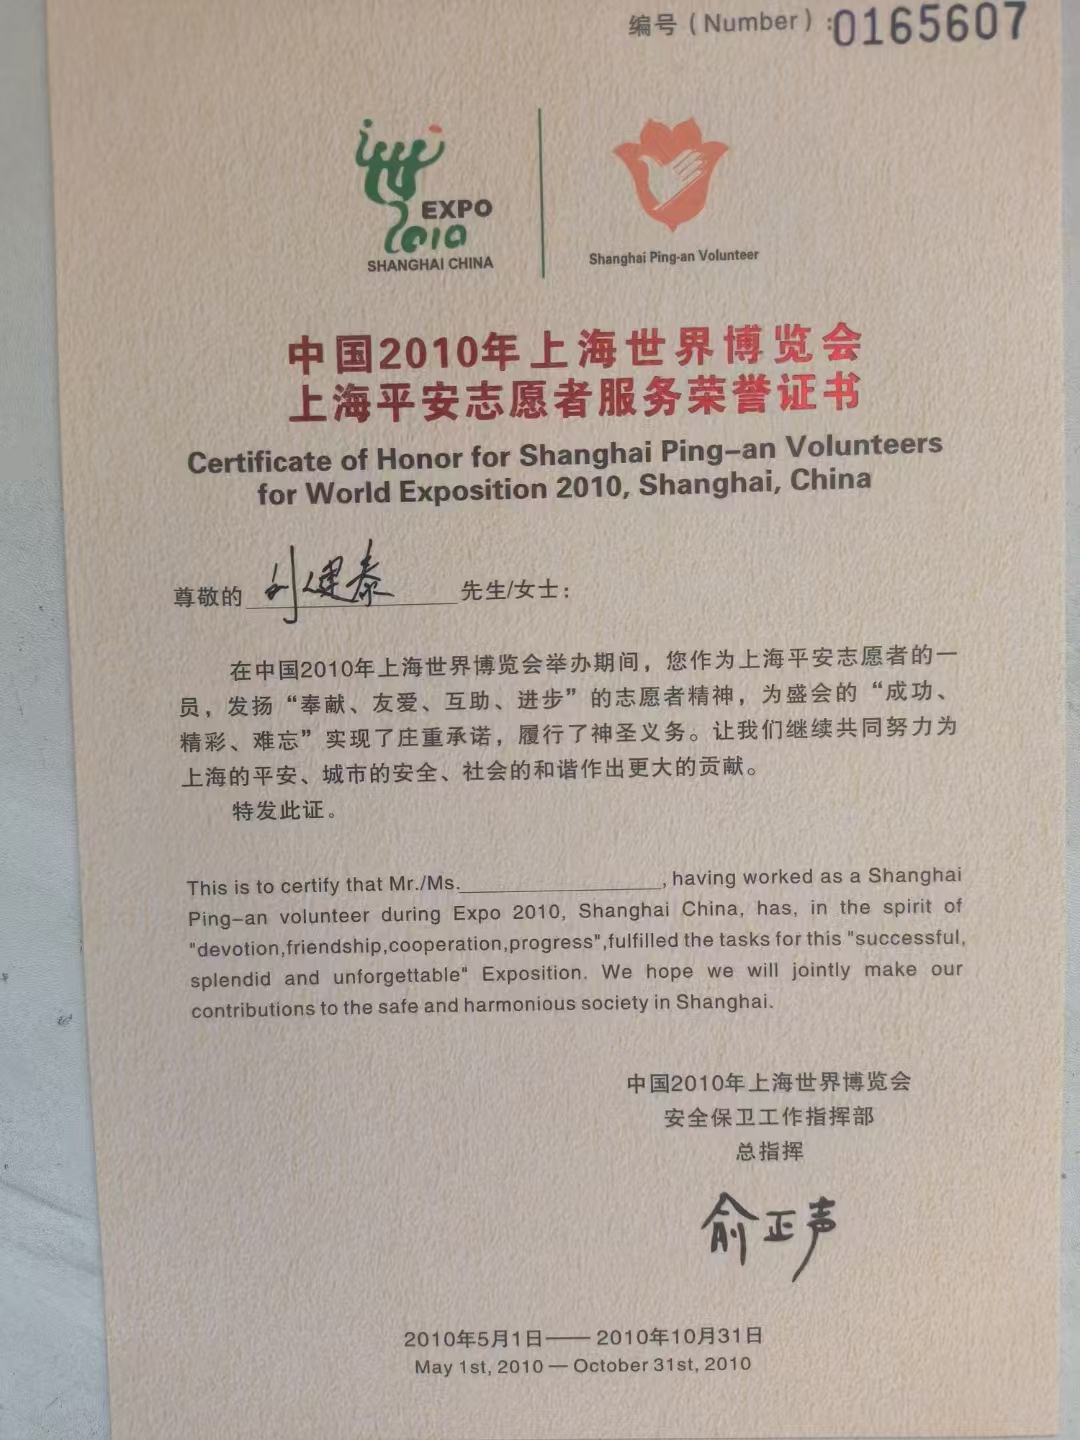 编号（Number）:0165607
EXPO
2010
SHANGHAI CHINA
Shanghai Ping-an Volunteer
中国2010年上海世界博览会
上海平安志愿者服务荣誉证书
Certificate of Honor for Shanghai Ping-an Volunteers
for World Exposition 2010, Shanghai, China
尊敬的 刘健泰 先生/女士：
在中国2010年上海世界博览会举办期间，您作为上海平安志愿者的一
员，发扬“奉献、友爱、互助、进步”的志愿者精神，为盛会的“成功、
精彩、难忘”实现了庄重承诺，履行了神圣义务。让我们继续共同努力为
上海的平安、城市的安全、社会的和谐作出更大的贡献。
特发此证。
This is to certify that Mr./Ms.____________________, having worked as a Shanghai
Ping-an volunteer during Expo 2010, Shanghai China, has, in the spirit of
"devotion,friendship,cooperation,progress",fulfilled the tasks for this "successful,
splendid and unforgettable" Exposition. We hope we will jointly make our
contributions to the safe and harmonious society in Shanghai.
中国2010年上海世界博览会
安全保卫工作指挥部
总指挥
俞正声
2010年5月1日—— 2010年10月31日
May 1st, 2010 — October 31st, 2010